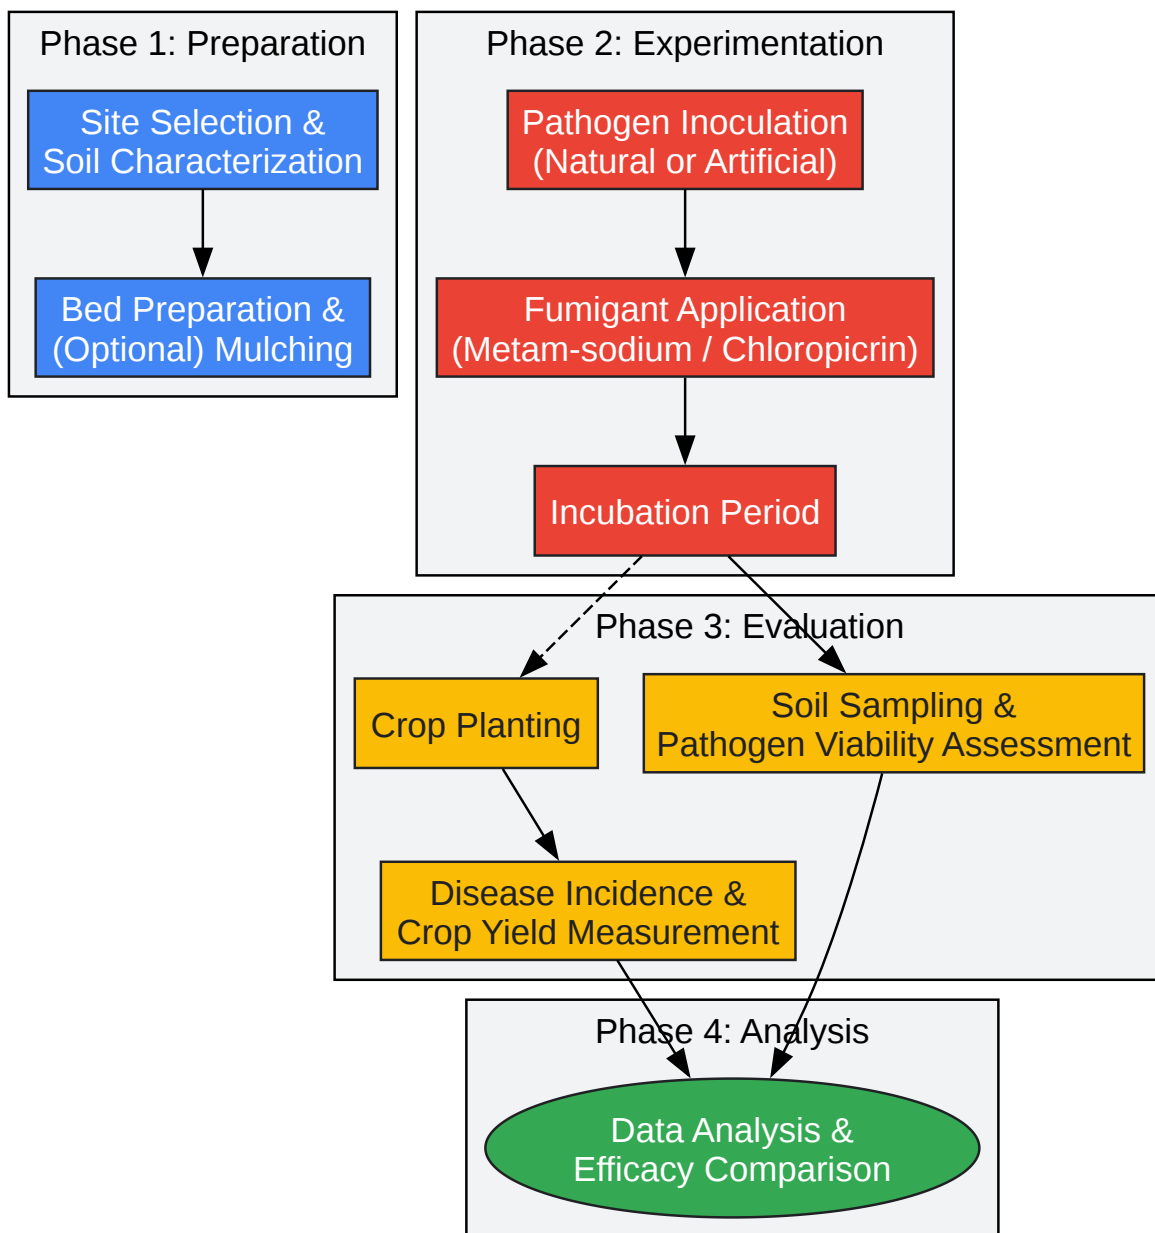 Phase 1: Preparation
Site Selection &
Soil Characterization
Bed Preparation &
(Optional) Mulching
Phase 2: Experimentation
Pathogen Inoculation
(Natural or Artificial)
Fumigant Application
(Metam-sodium / Chloropicrin)
Incubation Period
Phase 3: Evaluation
Crop Planting
Soil Sampling &
Pathogen Viability Assessment
Disease Incidence &
Crop Yield Measurement
Phase 4: Analysis
Data Analysis &
Efficacy Comparison